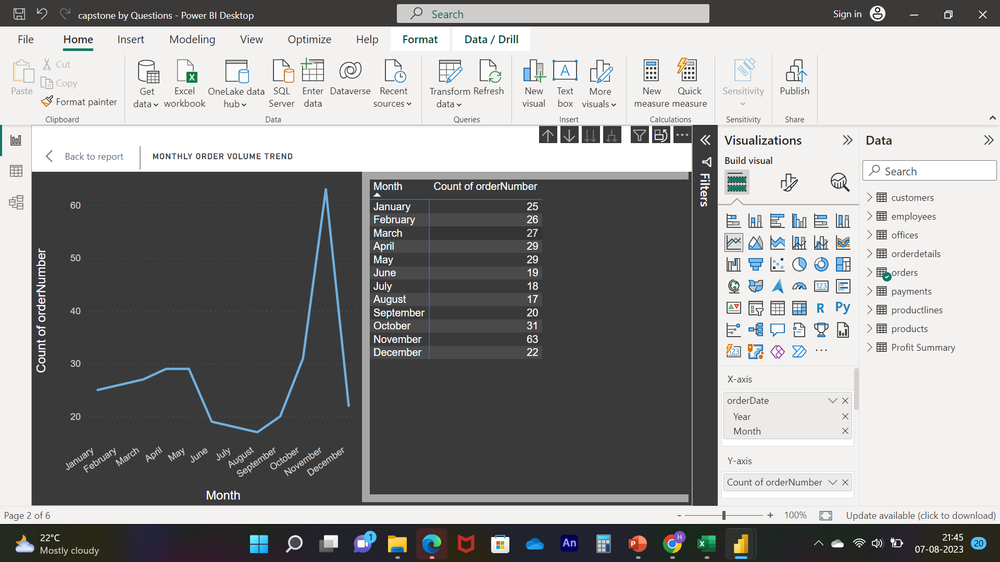 capstone by Questions - Power BI Desktop
Search
Sign in
File
Home
Insert
Modeling
View
Optimize
Help
Format
Data / Drill
Paste
Cut
Copy
Format painter
Clipboard
Get
data
Excel
workbook
OneLake data
hub
SQL
Server
Enter
data
Dataverse
Recent
sources
Data
Transform
data
Refresh
Queries
New
visual
Text
box
More
visuals
Insert
New
measure
Quick
measure
Calculations
Sensitivity
Sensitivity
Publish
Share
Back to report
MONTHLY ORDER VOLUME TREND
60
50
40
30
20
Count of orderNumber
January
February
March
April
May
June
July
August
September
October
November
December
Month
Month Count of orderNumber
January 25
February 26
March 27
April 29
May 29
June 19
July 18
August 17
September 20
October 31
November 63
December 22
Filters
Visualizations
Build visual
123
R
Py
123
X-axis
orderDate
Year
Month
Y-axis
Count of orderNumber
Data
Search
customers
employees
offices
orderdetails
orders
payments
productlines
products
Profit Summary
Page 2 of 6
- + 100%
Update available (click to download)
22°C
Mostly cloudy
1
An
P
H
X
21:45
07-08-2023
20